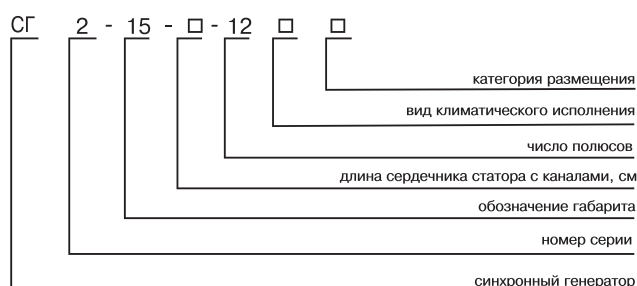 СГ 2 - 15 - □ - 12 □ □
категория размещения
вид климатического исполнения
число полюсов
длина сердечника статора с каналами, см
обозначение габарита
номер серии
синхронный генератор